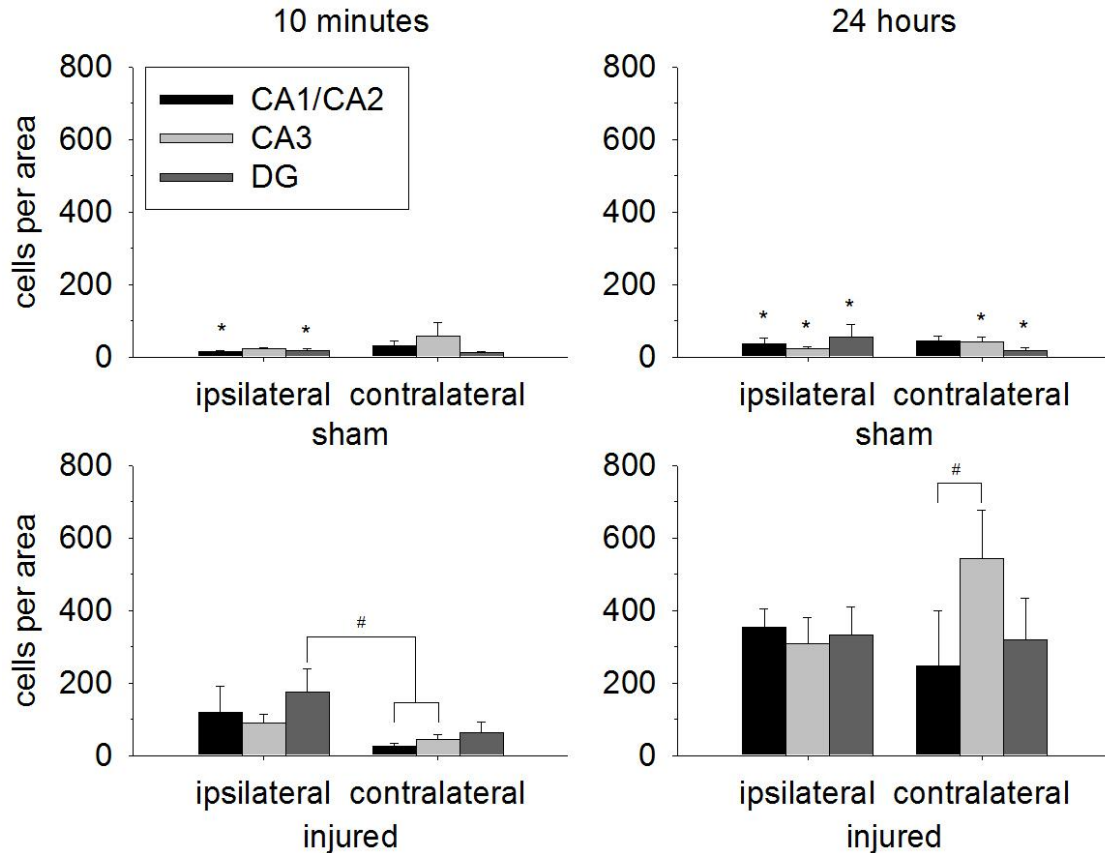 10 minutes
24 hours
cells per area
800
600
400
200
0
CA1/CA2
CA3
DG
* *
ipsilateral contralateral
sham
800
600
400
200
0
* * * * *
ipsilateral contralateral
sham
cells per area
800
600
400
200
0
#
ipsilateral contralateral
injured
800
600
400
200
0
#
ipsilateral contralateral
injured